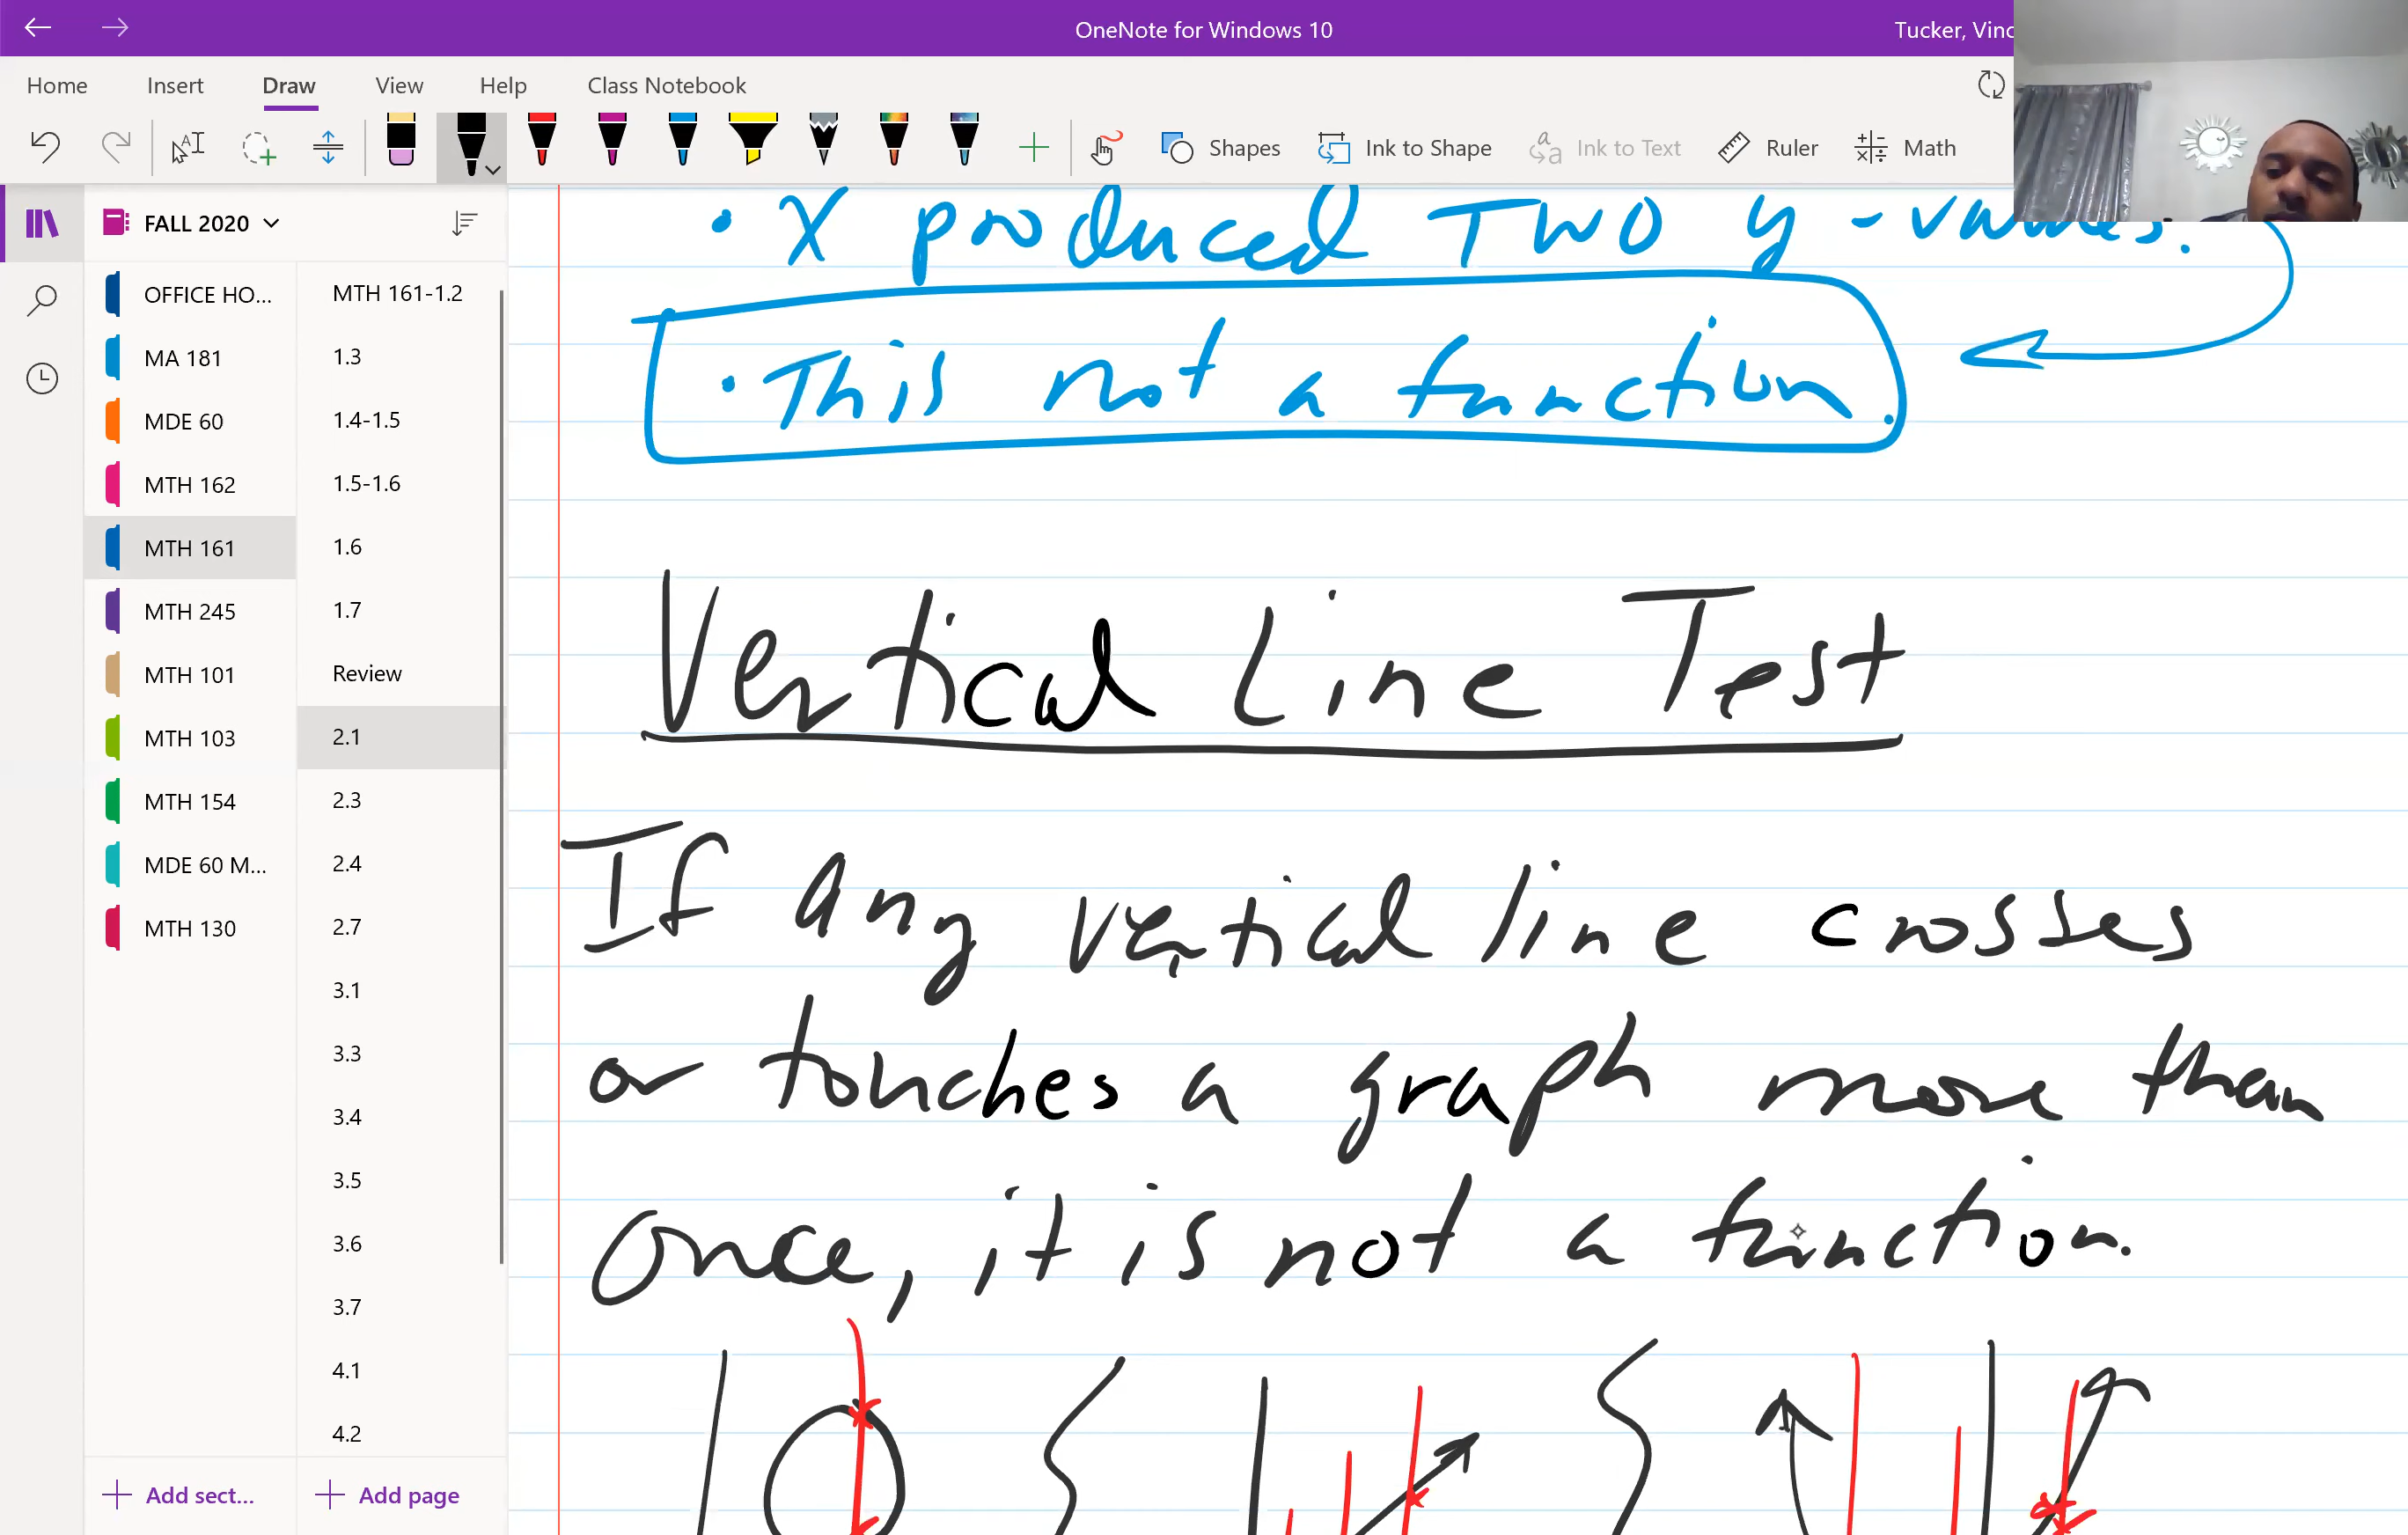 OneNote for Windows 10
Tucker, Vinc
Home Insert Draw View Help Class Notebook
Shapes Ink to Shape Ink to Text Ruler Math
FALL 2020
OFFICE HO...
MA 181
MDE 60
MTH 162
MTH 161
MTH 245
MTH 101
MTH 103
MTH 154
MDE 60 M...
MTH 130
Add sect...
MTH 161-1.2
1.3
1.4-1.5
1.5-1.6
1.6
1.7
Review
2.1
2.3
2.4
2.7
3.1
3.3
3.4
3.5
3.6
3.7
4.1
4.2
Add page
• X produced TWO y-values.
• This not a function.
Vertical Line Test
If any vertical line crosses
or touches a graph more than
once, it is not a function.